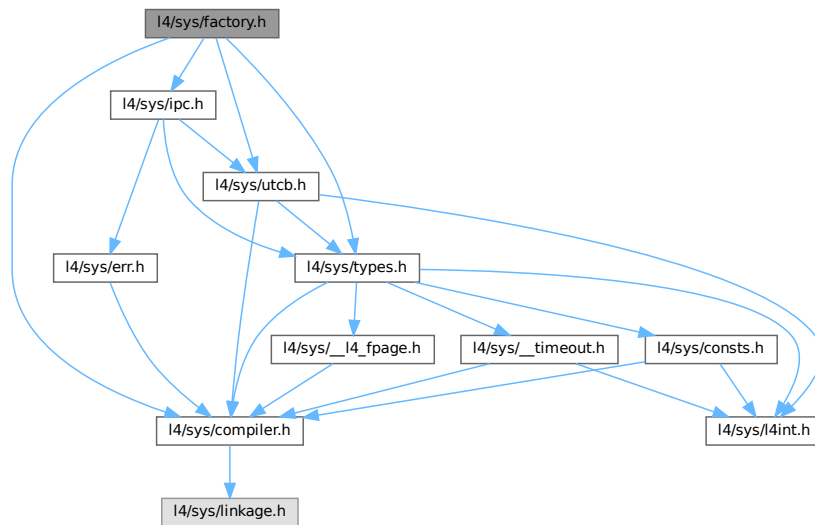 l4/sys/factory.h
l4/sys/ipc.h
l4/sys/utcb.h
l4/sys/err.h
l4/sys/types.h
l4/sys/__l4_fpage.h
l4/sys/__timeout.h
l4/sys/consts.h
l4/sys/compiler.h
l4/sys/l4int.h
l4/sys/linkage.h